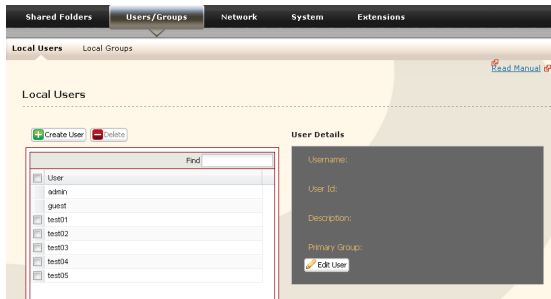 Shared Folders Users/Groups Network System Extensions
Local Users Local Groups
Read Manual
Local Users
Create User Delete
Find
User
admin
guest
test01
test02
test03
test04
test05
User Details
Username:
User Id:
Description:
Primary Group:
Edit User